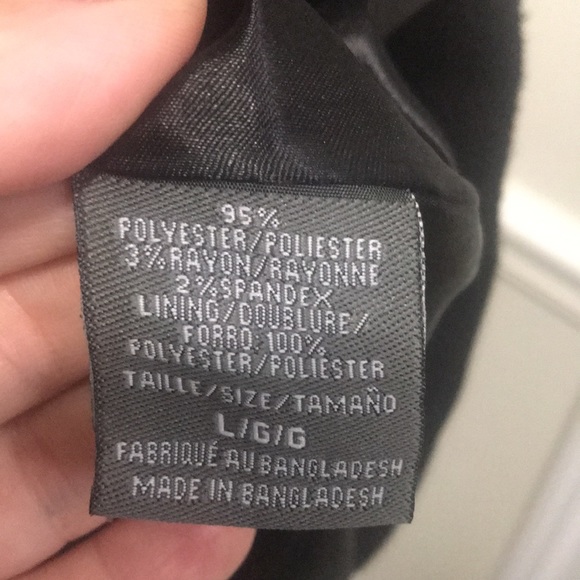 95%
POLYESTER/POLIESTER
3% RAYON/RAYONNE
2% SPANDEX
LINING/DOUBLURE/
FORRO: 100%
POLYESTER/POLIESTER
TAILLE/SIZE/TAMAÑO
L/G/G
FABRIQUÉ AU BANGLADESH
MADE IN BANGLADESH